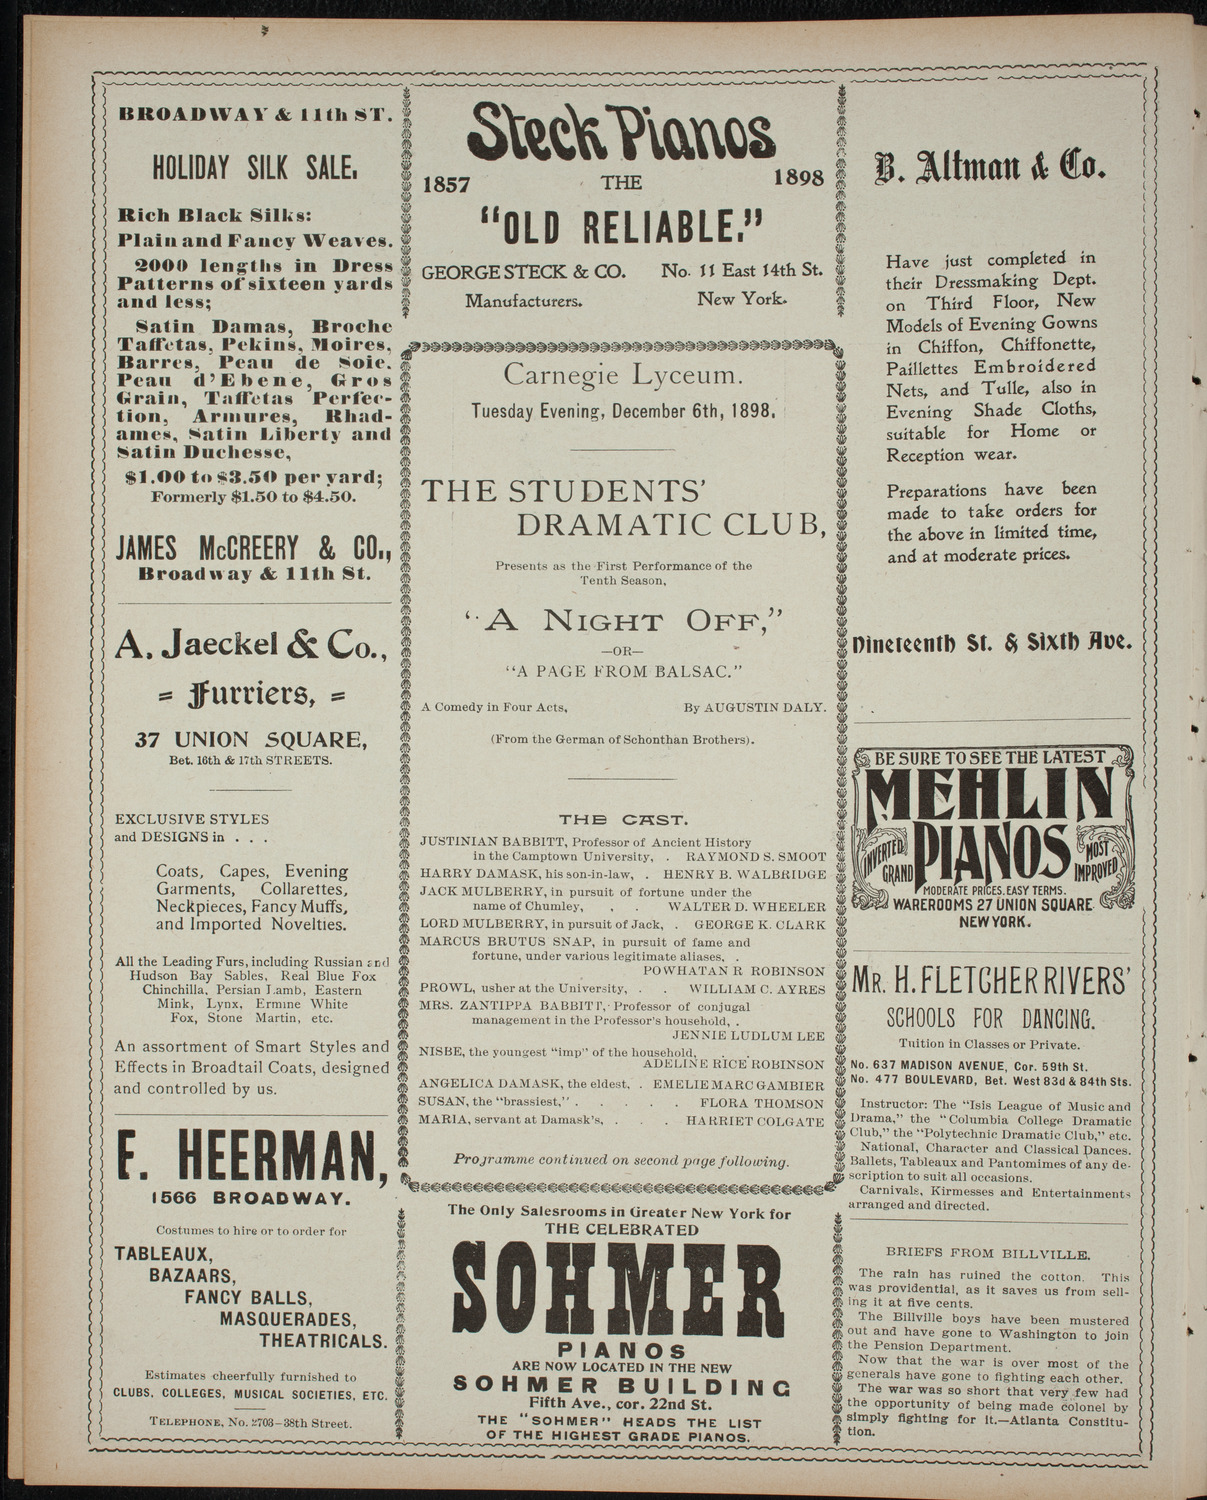 BROADWAY & 11th ST.
HOLIDAY SILK SALE.
Rich Black Silks:
Plain and Fancy Weaves.
2000 lengths in Dress
Patterns of sixteen yards
and less;
Satin Damas, Broche
Taffetas, Pekins, Moires,
Barres, Peau de Soie.
Peau d'Ebene, Gros
Grain, Taffetas Perfec-
tion, Armures, Rhad-
ames, Satin Liberty and
Satin Duchesse,
$1.00 to $3.50 per yard;
Formerly $1.50 to $4.50.
JAMES McCREERY & CO.,
Broadway & 11th St.
A. Jaeckel & Co.,
= Furriers, =
37 UNION SQUARE,
Bet. 16th & 17th STREETS.
EXCLUSIVE STYLES
and DESIGNS in . . .
Coats, Capes, Evening
Garments, Collarettes,
Neckpieces, Fancy Muffs,
and Imported Novelties.
All the Leading Furs, including Russian and
Hudson Bay Sables, Real Blue Fox
Chinchilla, Persian Lamb, Eastern
Mink, Lynx, Ermine White
Fox, Stone Martin, etc.
An assortment of Smart Styles and
Effects in Broadtail Coats, designed
and controlled by us.
F. HEERMAN,
1566 BROADWAY.
Costumes to hire or to order for
TABLEAUX,
BAZAARS,
FANCY BALLS,
MASQUERADES,
THEATRICALS.
Estimates cheerfully furnished to
CLUBS, COLLEGES, MUSICAL SOCIETIES, ETC.
TELEPHONE, No. 2703-38th Street.
Steck Pianos
1857 THE 1898
"OLD RELIABLE."
GEORGE STECK & CO. No. 11 East 14th St.
Manufacturers. New York.
Carnegie Lyceum.
Tuesday Evening, December 6th, 1898.
THE STUDENTS'
DRAMATIC CLUB,
Presents as the First Performance of the
Tenth Season,
"A NIGHT OFF,"
—OR—
"A PAGE FROM BALSAC."
A Comedy in Four Acts, By AUGUSTIN DALY.
(From the German of Schonthan Brothers).
THE CAST.
JUSTINIAN BABBITT, Professor of Ancient History
in the Camptown University, . RAYMOND S. SMOOT
HARRY DAMASK, his son-in-law, . HENRY B. WALBRIDGE
JACK MULBERRY, in pursuit of fortune under the
name of Chumley, , . WALTER D. WHEELER
LORD MULBERRY, in pursuit of Jack, . GEORGE K. CLARK
MARCUS BRUTUS SNAP, in pursuit of fame and
fortune, under various legitimate aliases, .
POWHATAN R ROBINSON
PROWL, usher at the University, . . WILLIAM C. AYRES
MRS. ZANTIPPA BABBITT, Professor of conjugal
management in the Professor's household, .
JENNIE LUDLUM LEE
NISBE, the youngest "imp" of the household, . .
ADELINE RICE ROBINSON
ANGELICA DAMASK, the eldest, . EMELIE MARC GAMBIER
SUSAN, the "brassiest," . . . . . FLORA THOMSON
MARIA, servant at Damask's, . . . HARRIET COLGATE
Programme continued on second page following.
The Only Salesrooms in Greater New York for
THE CELEBRATED
SOHMER
PIANOS
ARE NOW LOCATED IN THE NEW
SOHMER BUILDING
Fifth Ave., cor. 22nd St.
THE "SOHMER" HEADS THE LIST
OF THE HIGHEST GRADE PIANOS.
B. Altman & Co.
Have just completed in
their Dressmaking Dept.
on Third Floor, New
Models of Evening Gowns
in Chiffon, Chiffonette,
Paillettes Embroidered
Nets, and Tulle, also in
Evening Shade Cloths,
suitable for Home or
Reception wear.
Preparations have been
made to take orders for
the above in limited time,
and at moderate prices.
Nineteenth St. & Sixth Ave.
BE SURE TO SEE THE LATEST
MEHLIN
PIANOS
INVERTED GRAND
MOST IMPROVED
MODERATE PRICES. EASY TERMS.
WAREROOMS 27 UNION SQUARE
NEW YORK.
MR. H. FLETCHER RIVERS'
SCHOOLS FOR DANCING.
Tuition in Classes or Private.
No. 637 MADISON AVENUE, Cor. 59th St.
No. 477 BOULEVARD, Bet. West 83d & 84th Sts.
Instructor: The "Isis League of Music and
Drama," the "Columbia College Dramatic
Club," the "Polytechnic Dramatic Club," etc.
National, Character and Classical Dances.
Ballets, Tableaux and Pantomimes of any de-
scription to suit all occasions.
Carnivals, Kirmesses and Entertainments
arranged and directed.
BRIEFS FROM BILLVILLE.
The rain has ruined the cotton. This
was providential, as it saves us from sell-
ing it at five cents.
The Billville boys have been mustered
out and have gone to Washington to join
the Pension Department.
Now that the war is over most of the
generals have gone to fighting each other.
The war was so short that very few had
the opportunity of being made colonel by
simply fighting for it.—Atlanta Constitu-
tion.